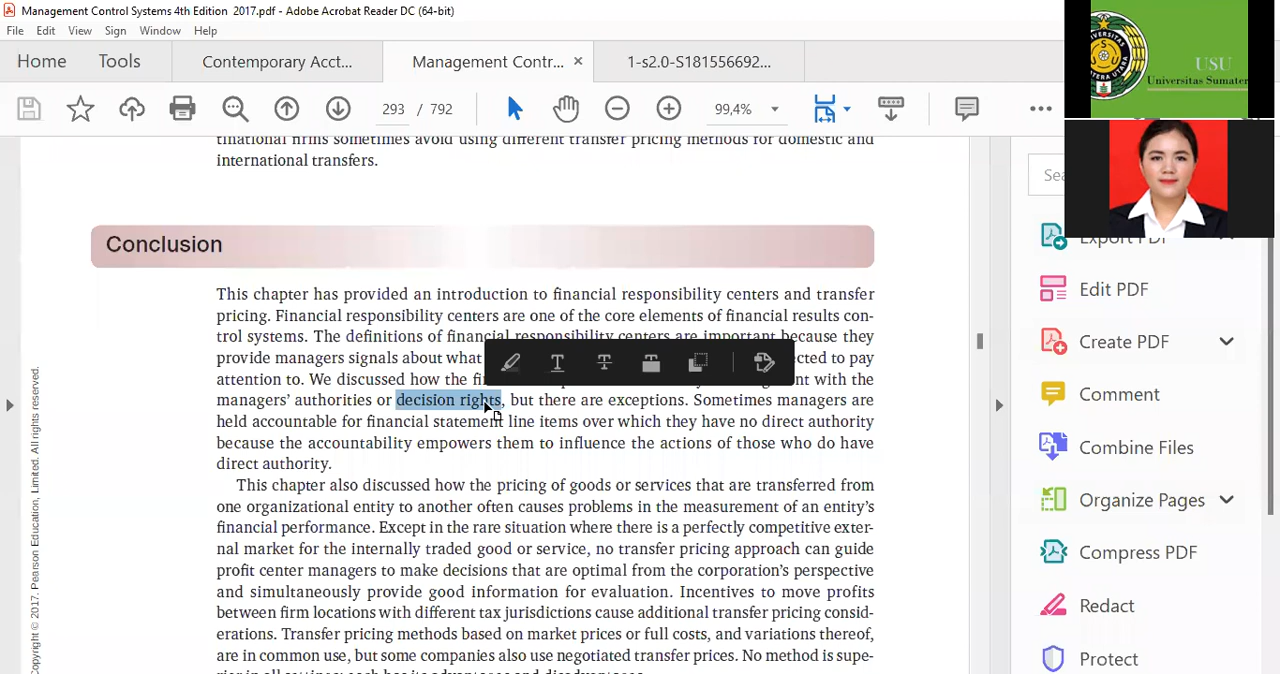 Management Control Systems 4th Edition 2017.pdf - Adobe Acrobat Reader DC (64-bit)
File Edit View Sign Window Help
Home Tools Contemporary Acct... Management Contr... × 1-s2.0-S181556692...
293 / 792 99,4%
USU
Universitas Sumater
tinational firms sometimes avoid using different transfer pricing methods for domestic and
international transfers.
Conclusion
This chapter has provided an introduction to financial responsibility centers and transfer
pricing. Financial responsibility centers are one of the core elements of financial results con-
trol systems. The definitions of financial responsibility centers are important because they
provide managers signals about what ected to pay
attention to. We discussed how the fi nt with the
managers' authorities or decision rights, but there are exceptions. Sometimes managers are
held accountable for financial statement line items over which they have no direct authority
because the accountability empowers them to influence the actions of those who do have
direct authority.
This chapter also discussed how the pricing of goods or services that are transferred from
one organizational entity to another often causes problems in the measurement of an entity's
financial performance. Except in the rare situation where there is a perfectly competitive exter-
nal market for the internally traded good or service, no transfer pricing approach can guide
profit center managers to make decisions that are optimal from the corporation's perspective
and simultaneously provide good information for evaluation. Incentives to move profits
between firm locations with different tax jurisdictions cause additional transfer pricing consid-
erations. Transfer pricing methods based on market prices or full costs, and variations thereof,
are in common use, but some companies also use negotiated transfer prices. No method is supe-
Copyright © 2017. Pearson Education, Limited. All rights reserved.
Sea
Export PDF
Edit PDF
Create PDF
Comment
Combine Files
Organize Pages
Compress PDF
Redact
Protect